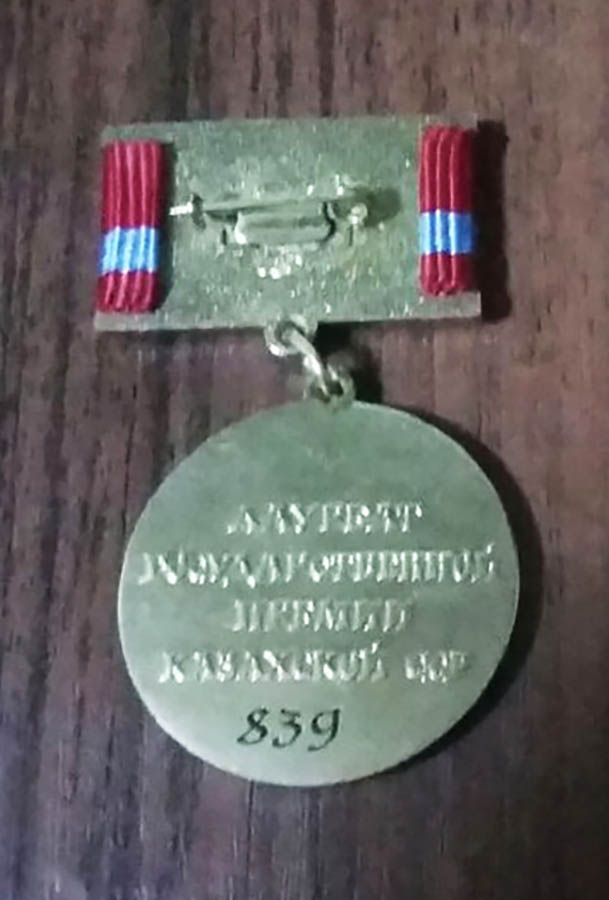 ЛАУРЕАТ
ГОСУДАРСТВЕННОЙ
ПРЕМИИ
КАЗАХСКОЙ ССР
839